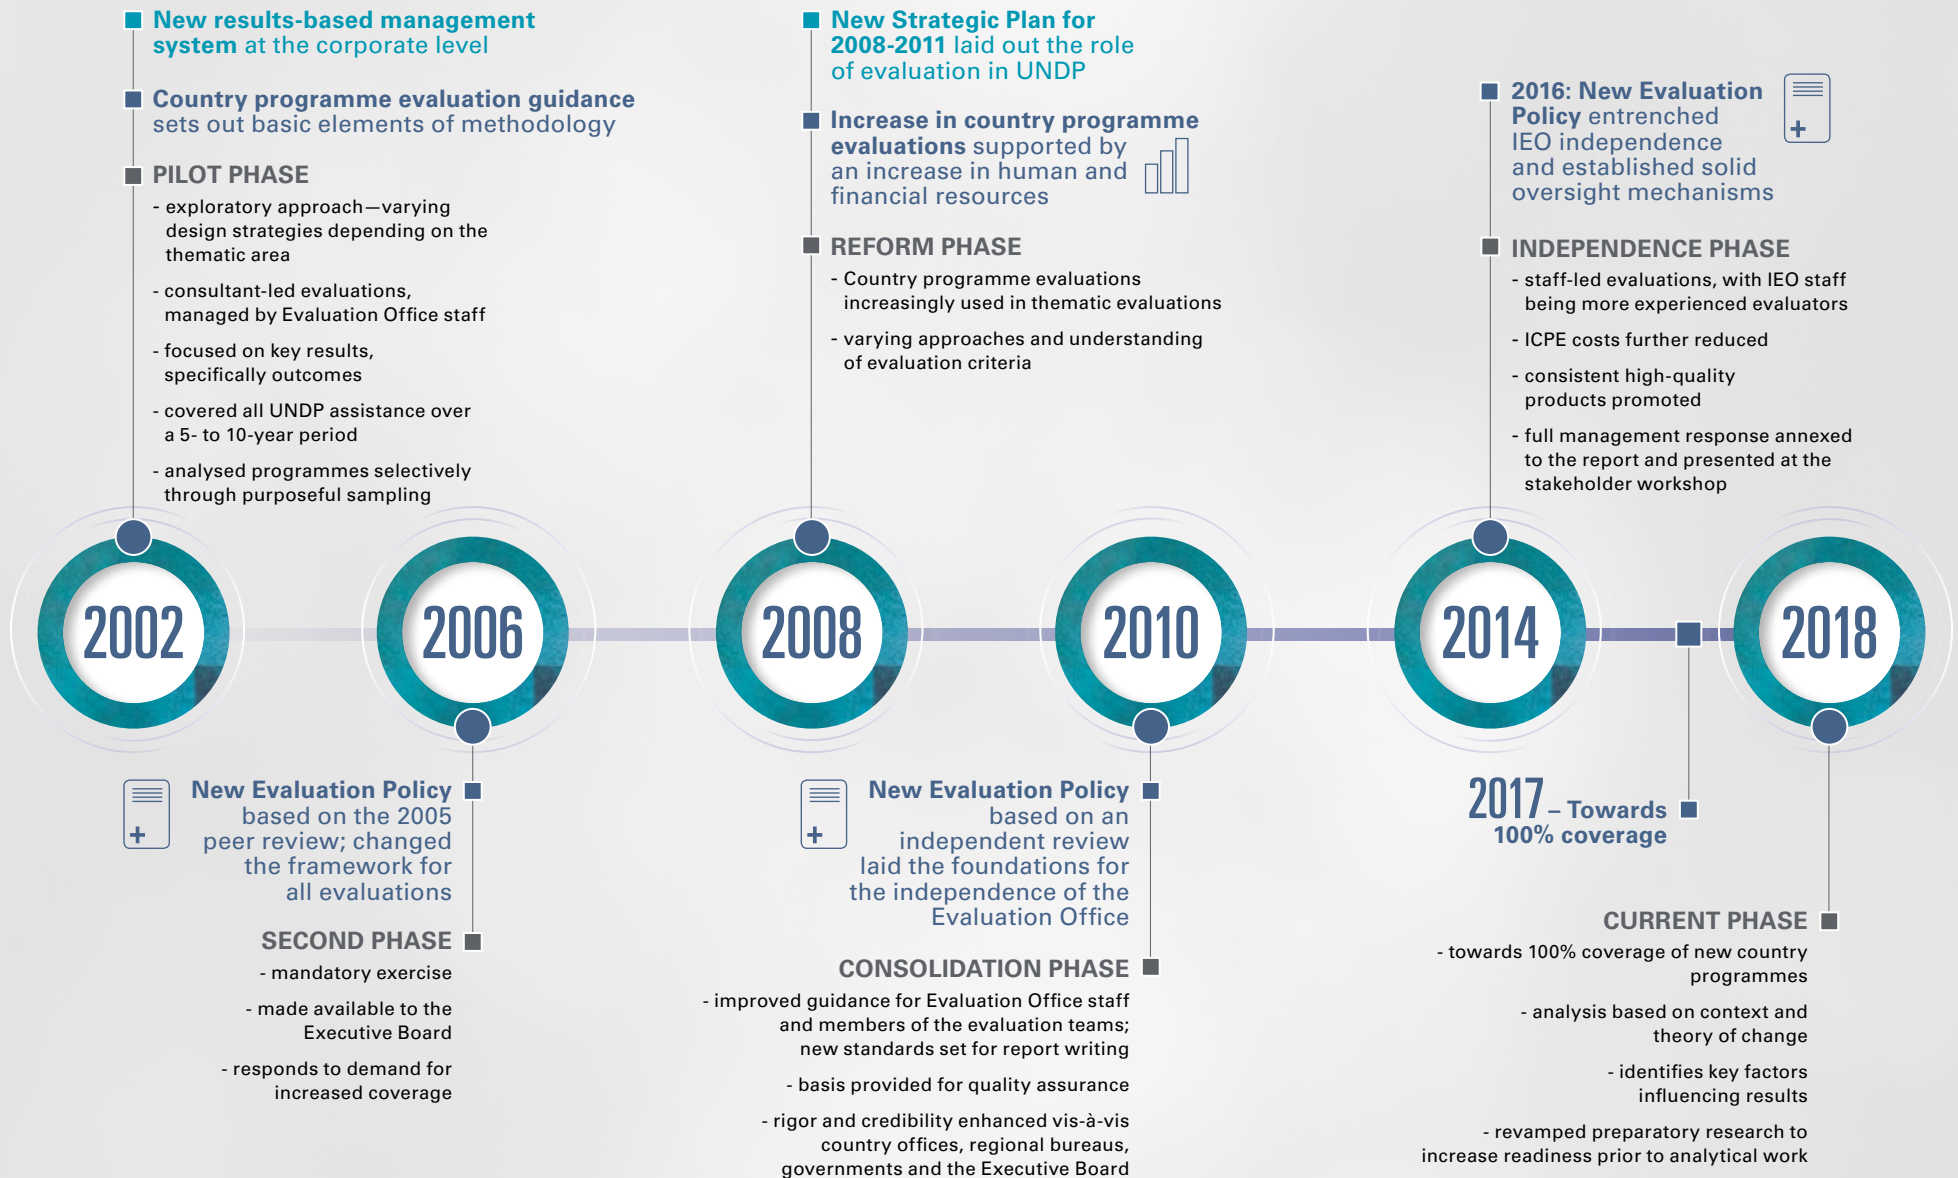 New results-based management
system at the corporate level
Country programme evaluation guidance
sets out basic elements of methodology
PILOT PHASE
- exploratory approach—varying
design strategies depending on the
thematic area
- consultant-led evaluations,
managed by Evaluation Office staff
- focused on key results,
specifically outcomes
- covered all UNDP assistance over
a 5- to 10-year period
- analysed programmes selectively
through purposeful sampling
New Strategic Plan for
2008-2011 laid out the role
of evaluation in UNDP
Increase in country programme
evaluations supported by
an increase in human and
financial resources
REFORM PHASE
- Country programme evaluations
increasingly used in thematic evaluations
- varying approaches and understanding
of evaluation criteria
2016: New Evaluation
Policy entrenched
IEO independence
and established solid
oversight mechanisms
INDEPENDENCE PHASE
- staff-led evaluations, with IEO staff
being more experienced evaluators
- ICPE costs further reduced
- consistent high-quality
products promoted
- full management response annexed
to the report and presented at the
stakeholder workshop
2002
2006
2008
2010
2014
2018
New Evaluation Policy
based on the 2005
peer review; changed
the framework for
all evaluations
SECOND PHASE
- mandatory exercise
- made available to the
Executive Board
- responds to demand for
increased coverage
New Evaluation Policy
based on an
independent review
laid the foundations for
the independence of the
Evaluation Office
CONSOLIDATION PHASE
- improved guidance for Evaluation Office staff
and members of the evaluation teams;
new standards set for report writing
- basis provided for quality assurance
- rigor and credibility enhanced vis-à-vis
country offices, regional bureaus,
governments and the Executive Board
2017 – Towards
100% coverage
CURRENT PHASE
- towards 100% coverage of new country
programmes
- analysis based on context and
theory of change
- identifies key factors
influencing results
- revamped preparatory research to
increase readiness prior to analytical work